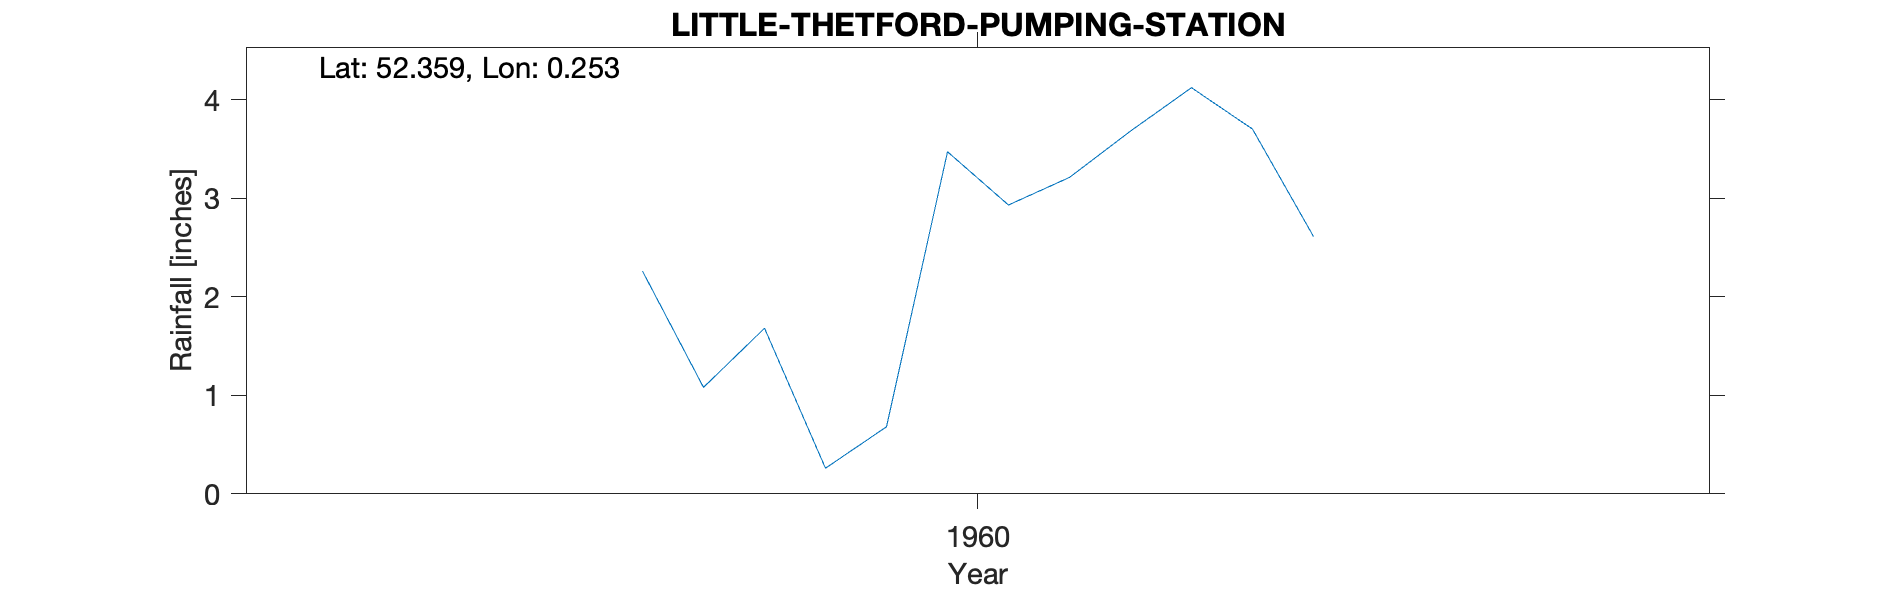 LITTLE-THETFORD-PUMPING-STATION
Lat: 52.359, Lon: 0.253
4
3
2
1
0
Rainfall [inches]
1960
Year